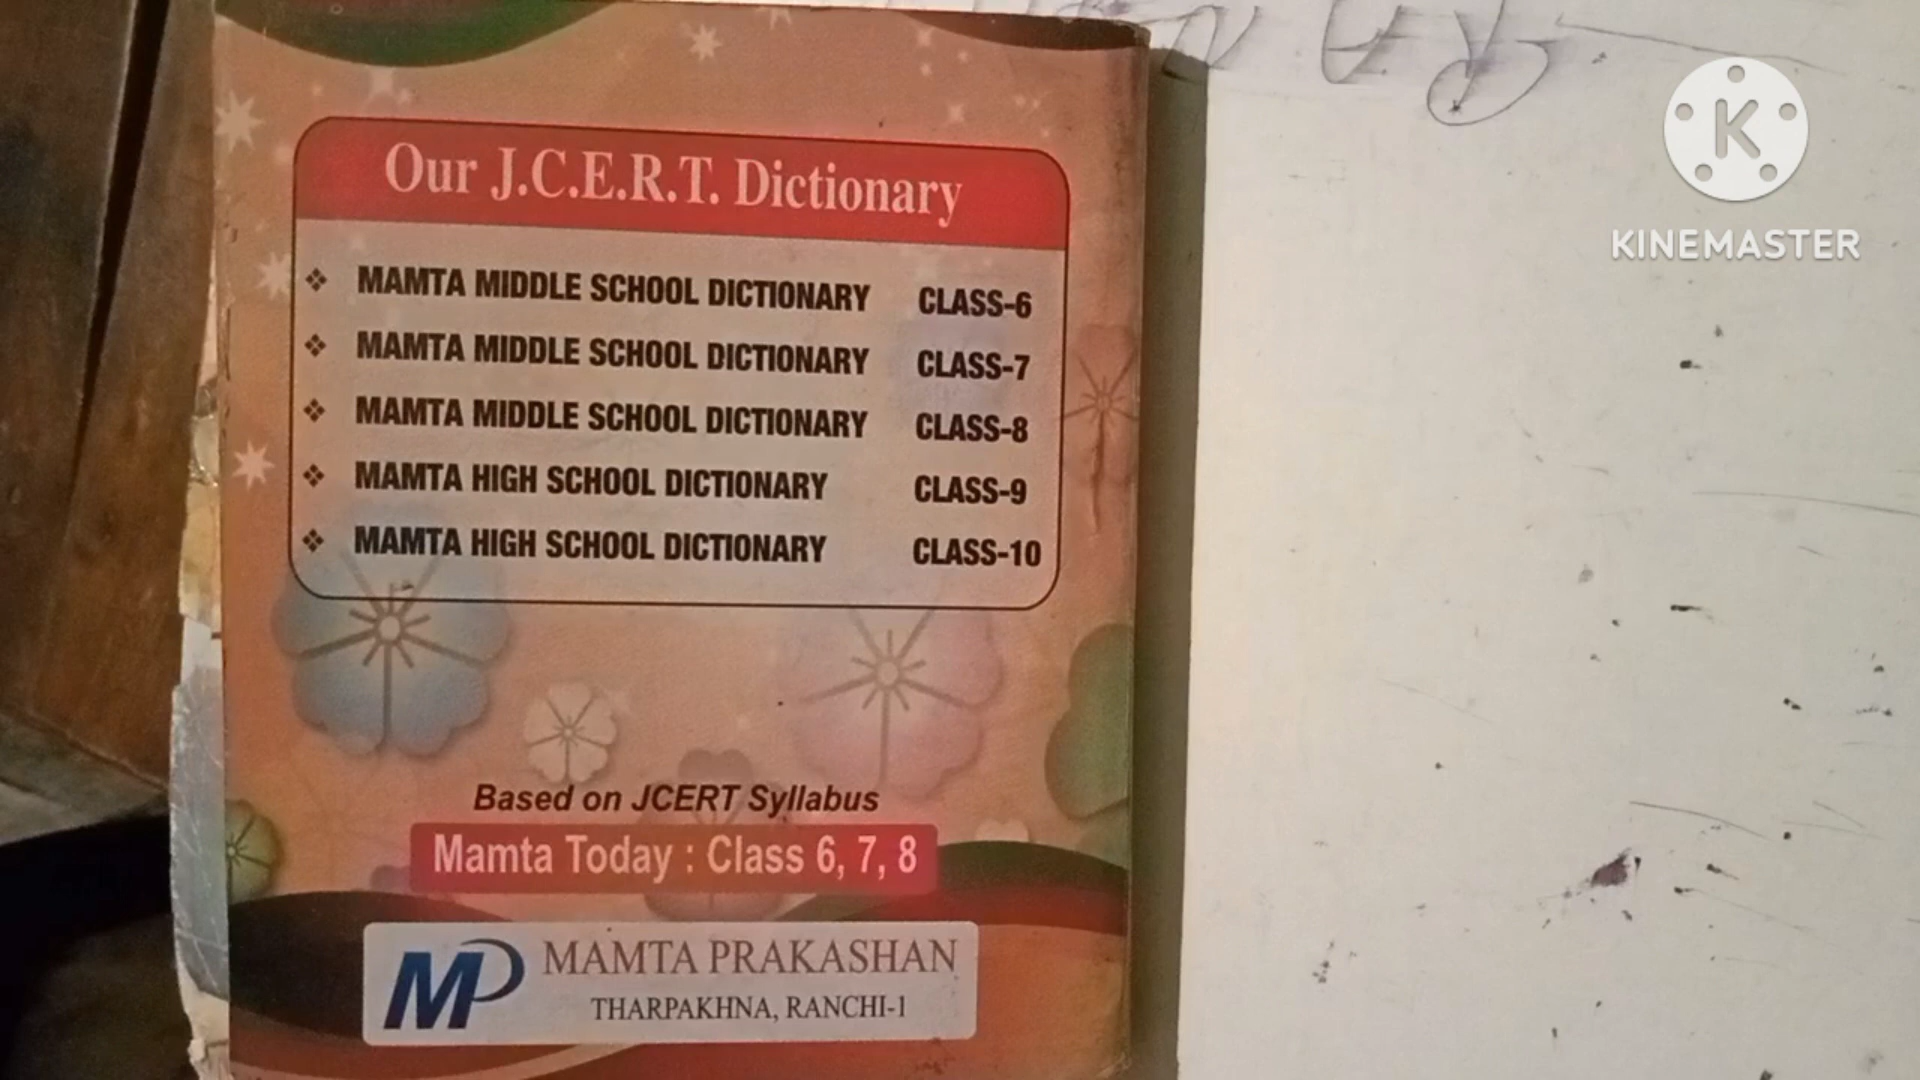 Our J.C.E.R.T. Dictionary
❖ MAMTA MIDDLE SCHOOL DICTIONARY CLASS-6
❖ MAMTA MIDDLE SCHOOL DICTIONARY CLASS-7
❖ MAMTA MIDDLE SCHOOL DICTIONARY CLASS-8
❖ MAMTA HIGH SCHOOL DICTIONARY CLASS-9
❖ MAMTA HIGH SCHOOL DICTIONARY CLASS-10
Based on JCERT Syllabus
Mamta Today : Class 6, 7, 8
MP MAMTA PRAKASHAN
THARPAKHNA, RANCHI-1
K
KINEMASTER